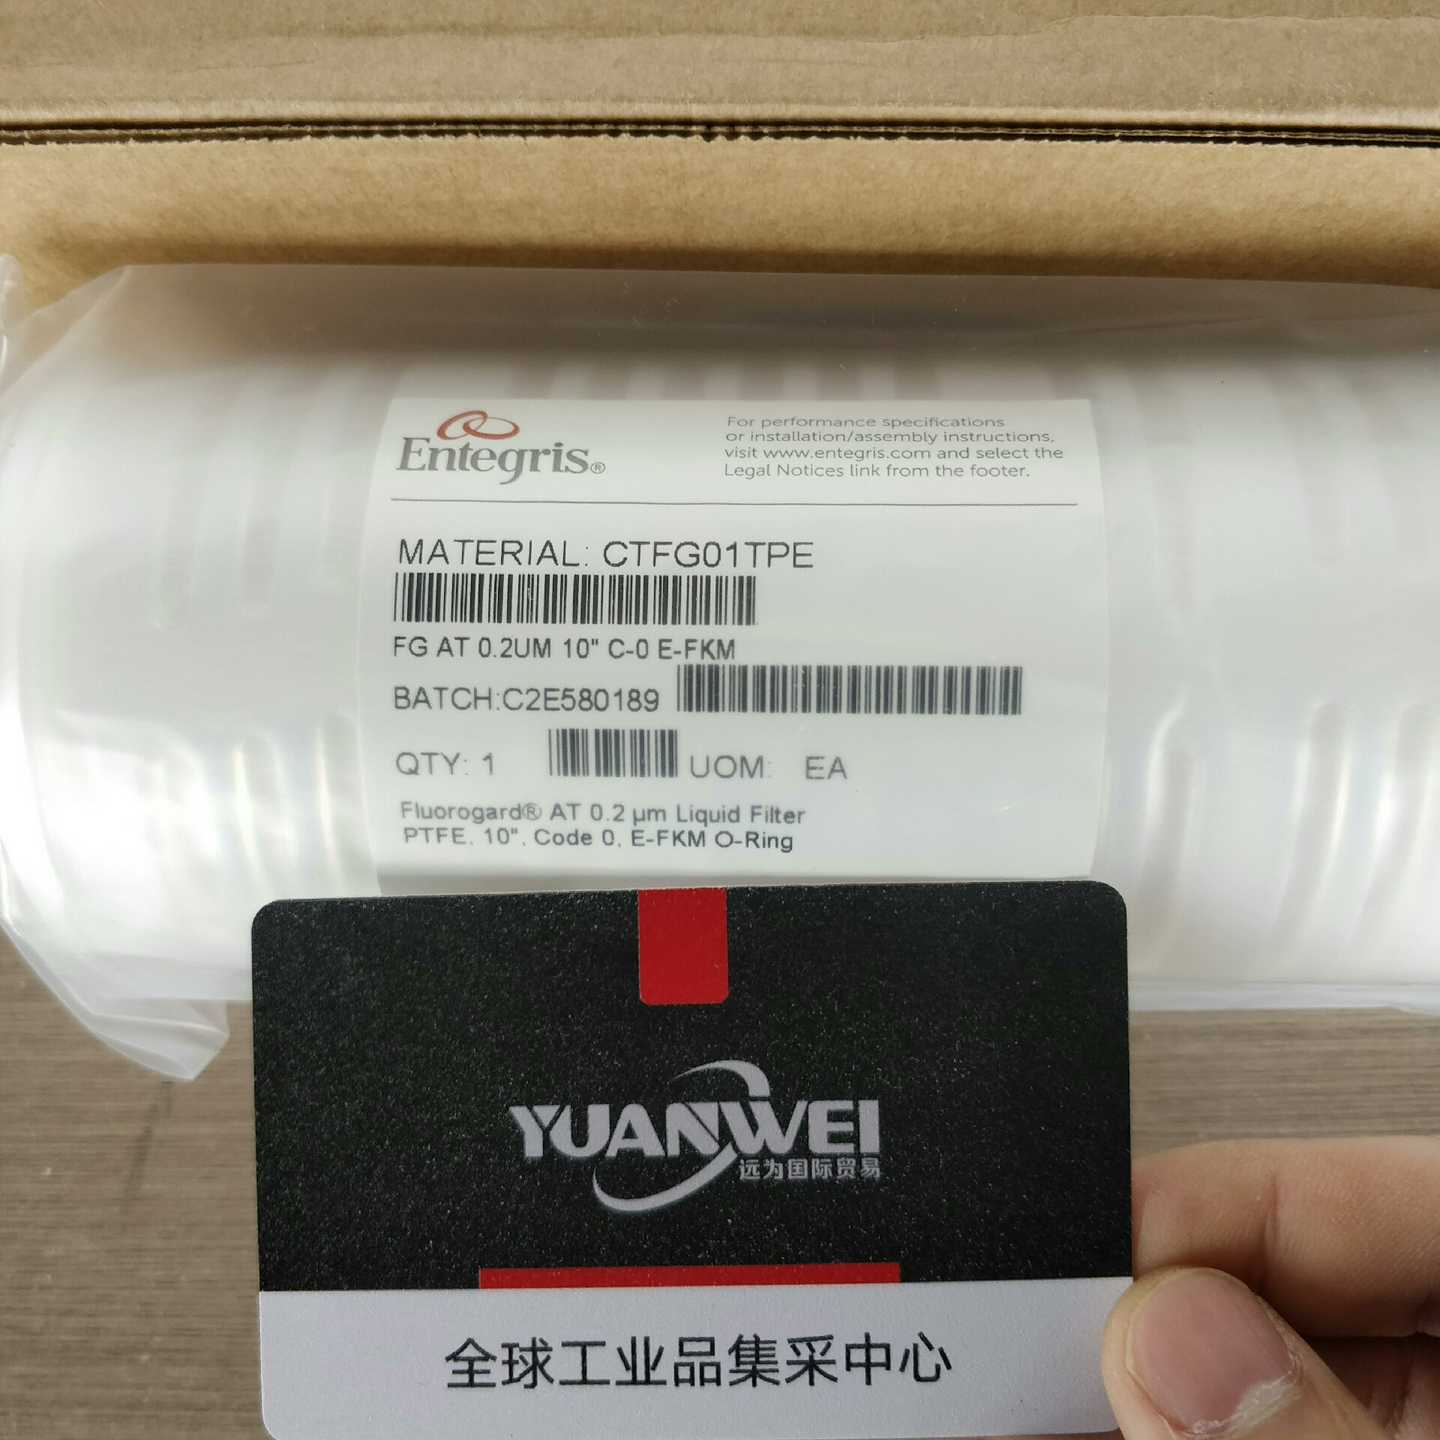 Entegris®
For performance specifications
or installation/assembly instructions,
visit www.entegris.com and select the
Legal Notices link from the footer.
MATERIAL: CTFG01TPE
FG AT 0.2UM 10" C-0 E-FKM
BATCH:C2E580189
QTY: 1 UOM: EA
Fluorogard® AT 0.2 µm Liquid Filter
PTFE, 10", Code 0, E-FKM O-Ring
YUANWEI
远为国际贸易
全球工业品集采中心